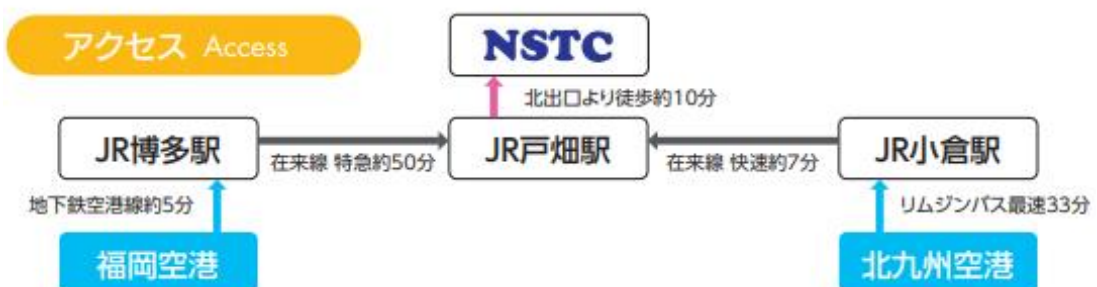 アクセス Access
NSTC
北出口より徒歩約10分
JR博多駅
在来線 特急約50分
JR戸畑駅
在来線 快速約7分
JR小倉駅
地下鉄空港線約5分
リムジンバス最速33分
福岡空港
北九州空港